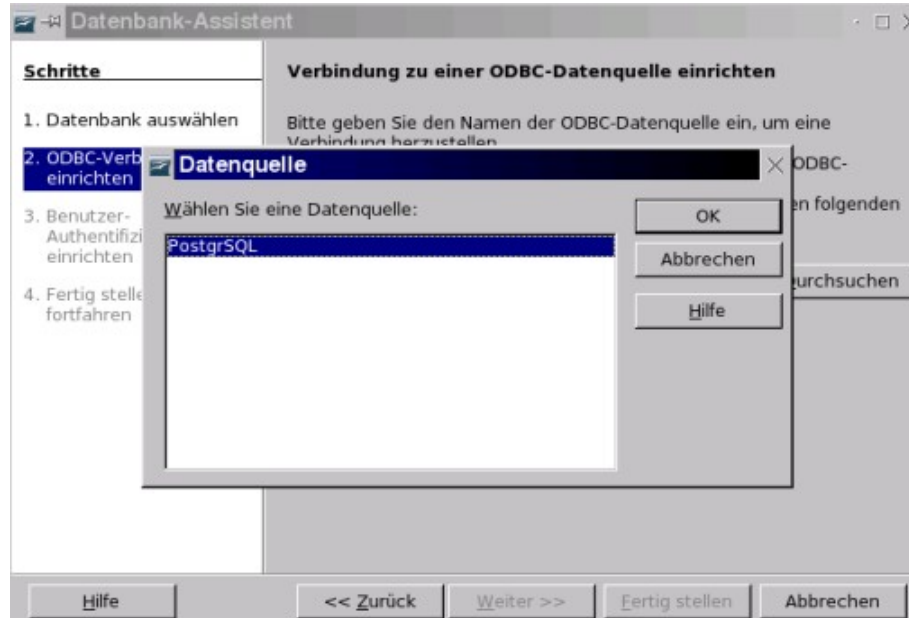 Datenbank-Assistent
Schritte
1. Datenbank auswählen
2. ODBC-Verb
einrichten
3. Benutzer-
Authentifizi
einrichten
4. Fertig stelle
fortfahren
Verbindung zu einer ODBC-Datenquelle einrichten
Bitte geben Sie den Namen der ODBC-Datenquelle ein, um eine
Verbindung herzustellen
ODBC-
en folgenden
urchsuchen
Datenquelle
Wählen Sie eine Datenquelle:
PostgrSQL
OK
Abbrechen
Hilfe
Hilfe
<< Zurück
Weiter >>
Fertig stellen
Abbrechen